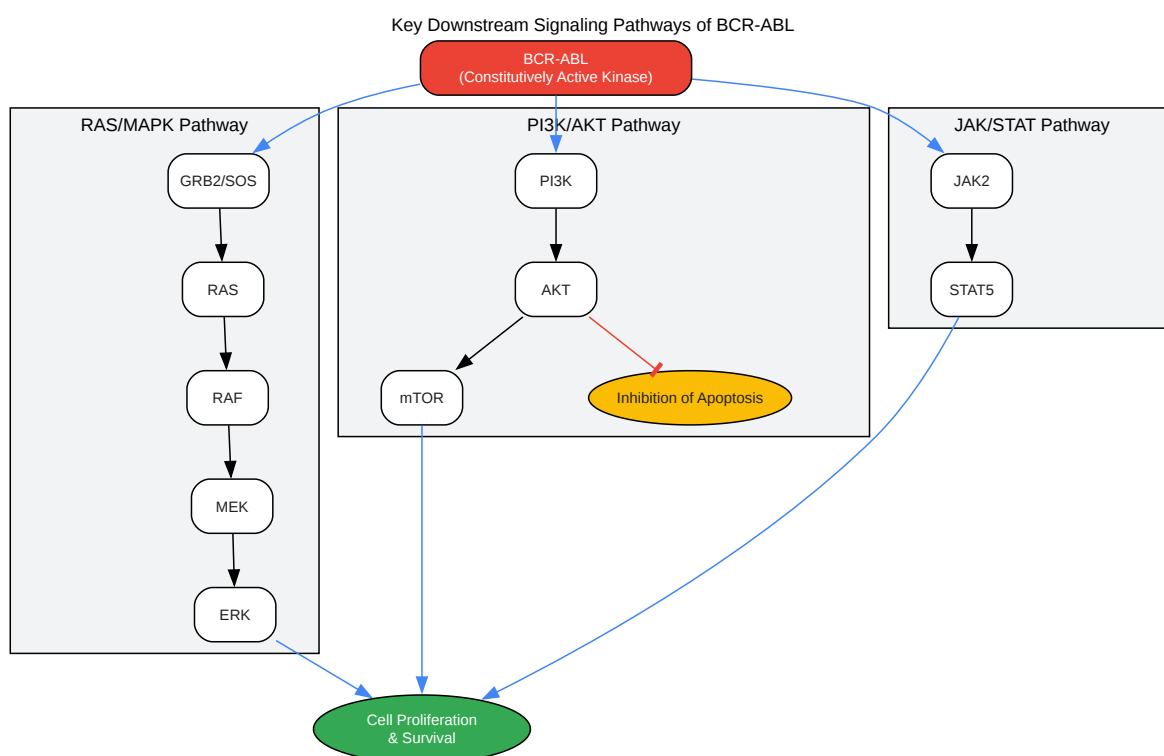 Key Downstream Signaling Pathways of BCR-ABL
BCR-ABL
(Constitutively Active Kinase)
RAS/MAPK Pathway
GRB2/SOS
RAS
RAF
MEK
ERK
PI3K/AKT Pathway
PI3K
AKT
mTOR
Inhibition of Apoptosis
JAK/STAT Pathway
JAK2
STAT5
Cell Proliferation
& Survival